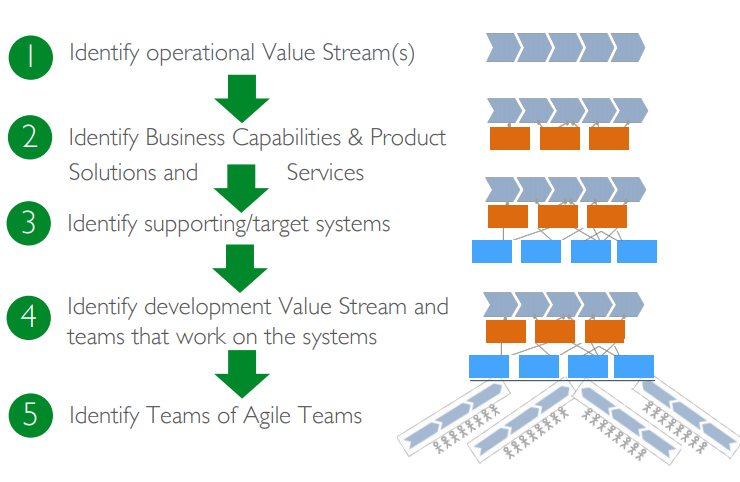 1 Identify operational Value Stream(s)
2 Identify Business Capabilities & Product
Solutions and Services
3 Identify supporting/target systems
4 Identify development Value Stream and
teams that work on the systems
5 Identify Teams of Agile Teams